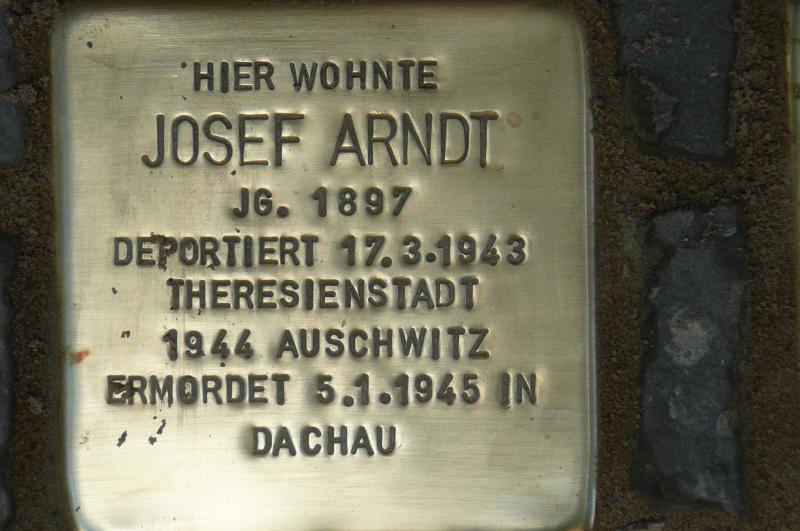 HIER WOHNTE
JOSEF ARNDT
JG. 1897
DEPORTIERT 17.3.1943
THERESIENSTADT
1944 AUSCHWITZ
ERMORDET 5.1.1945 IN
DACHAU